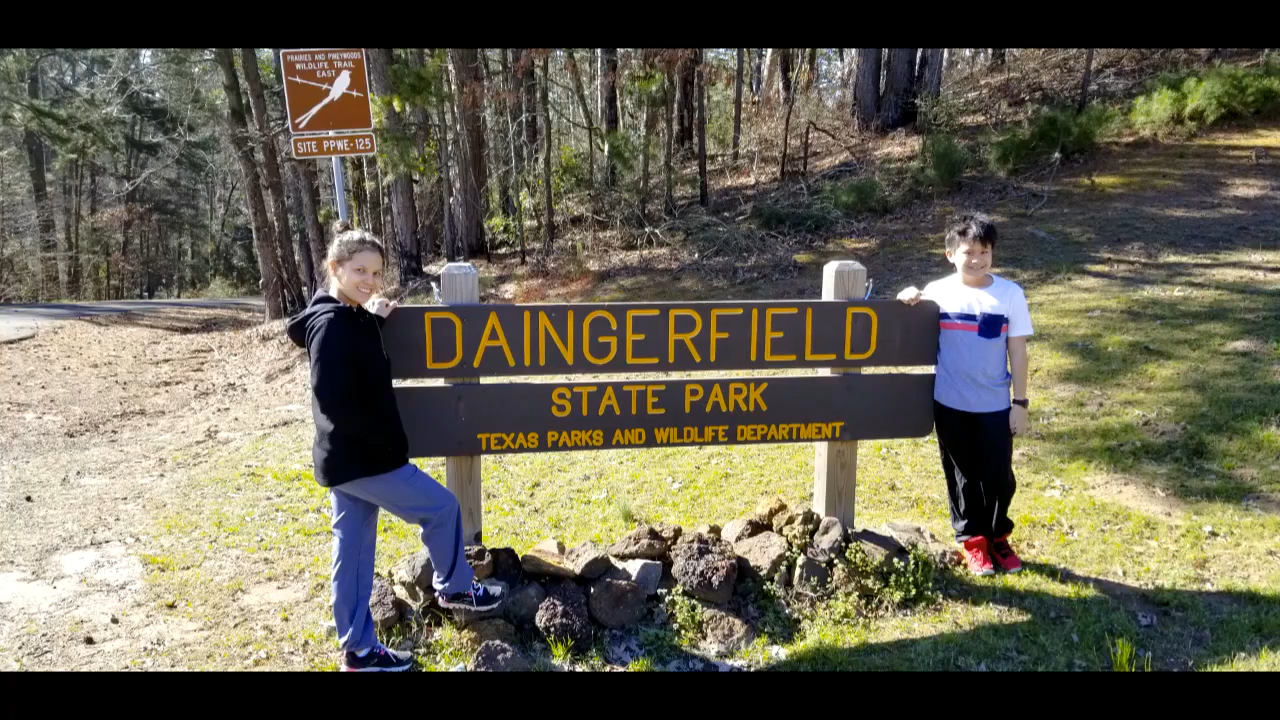 PRAIRIES AND PINEYWOODS
WILDLIFE TRAIL
EAST
SITE PPWE-125
DAINGERFIELD
STATE PARK
TEXAS PARKS AND WILDLIFE DEPARTMENT